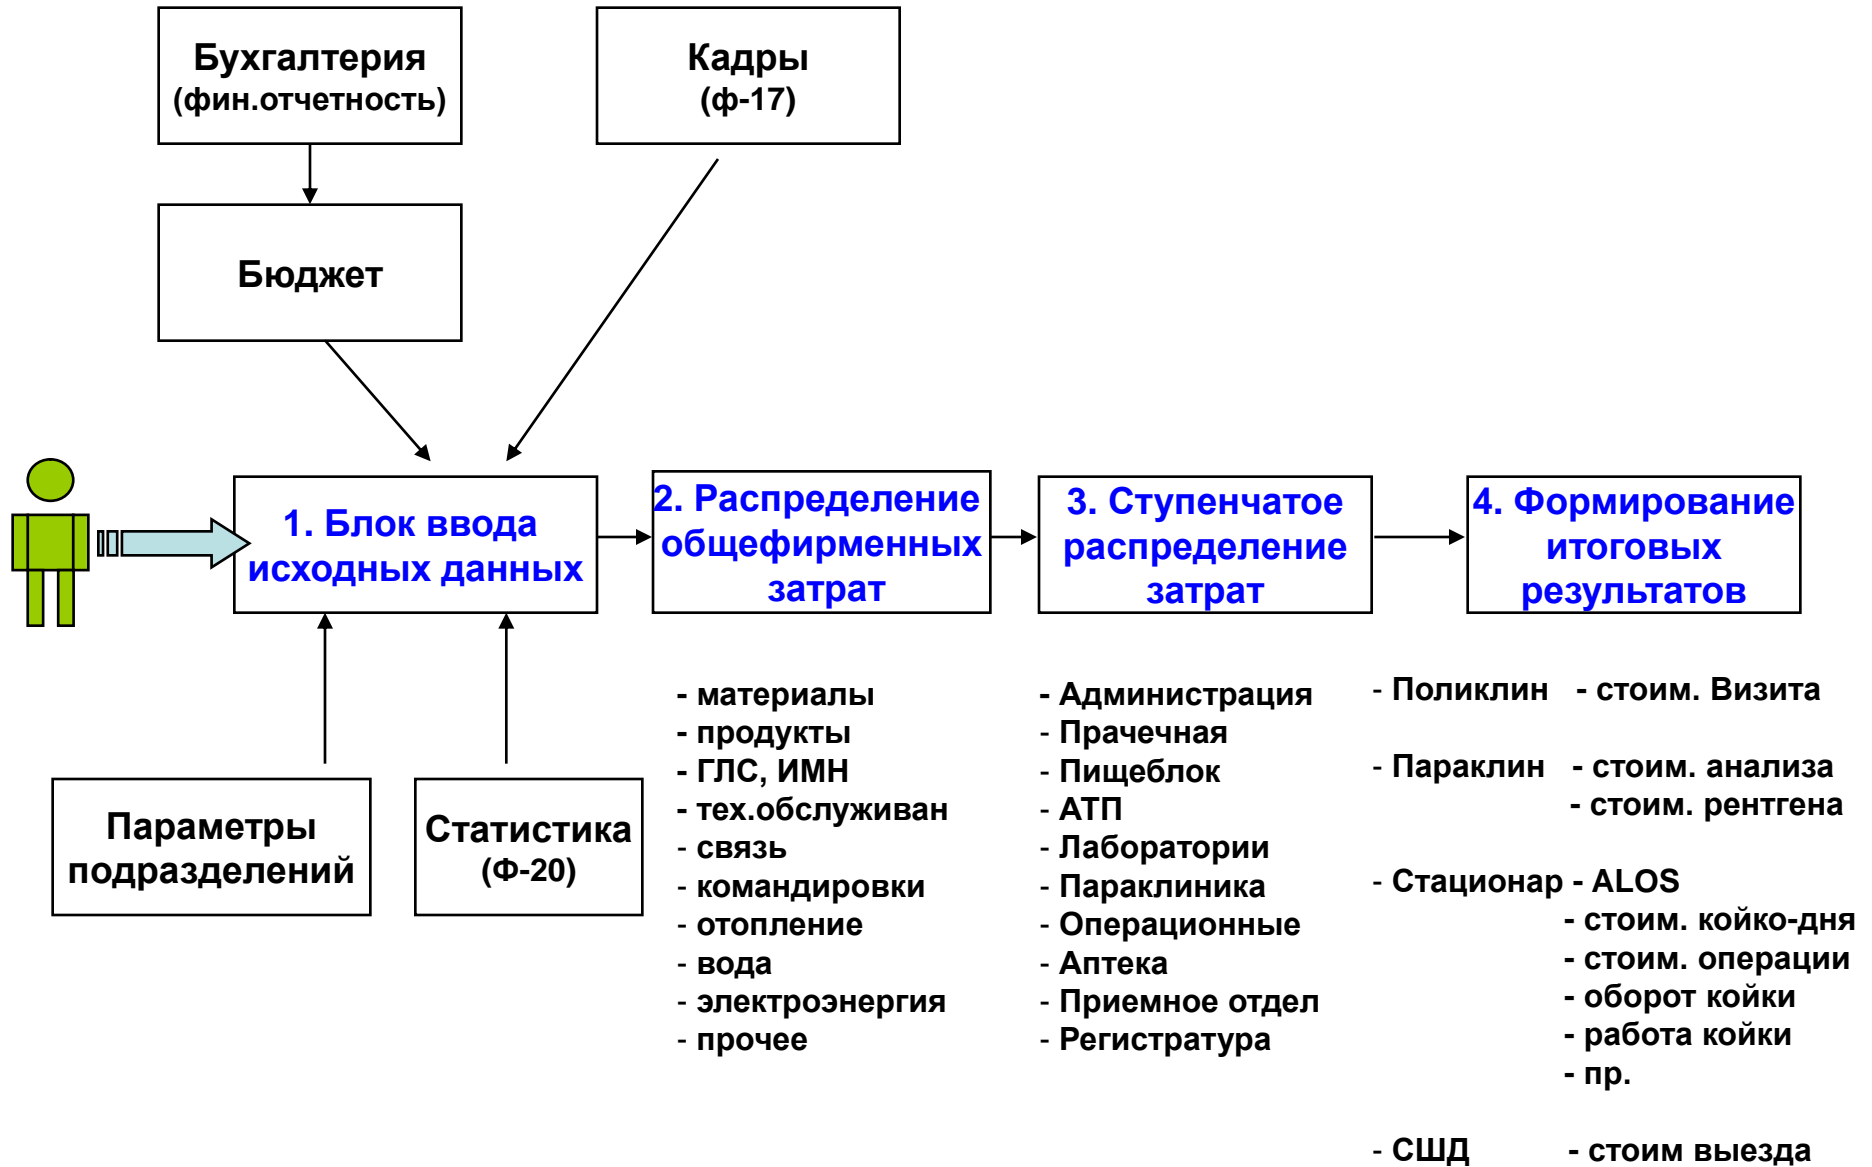 Бухгалтерия
(фин.отчетность)
Кадры
(ф-17)
Бюджет
1. Блок ввода
исходных данных
2. Распределение
общефирменных
затрат
3. Ступенчатое
распределение
затрат
4. Формирование
итоговых
результатов
Параметры
подразделений
Статистика
(Ф-20)
- материалы
- продукты
- ГЛС, ИМН
- тех.обслуживан
- связь
- командировки
- отопление
- вода
- электроэнергия
- прочее
- Администрация
- Прачечная
- Пищеблок
- АТП
- Лаборатории
- Параклиника
- Операционные
- Аптека
- Приемное отдел
- Регистратура
- Поликлин - стоим. Визита
- Параклин - стоим. анализа
- стоим. рентгена
- Стационар - ALOS
- стоим. койко-дня
- стоим. операции
- оборот койки
- работа койки
- пр.
- СШД - стоим выезда